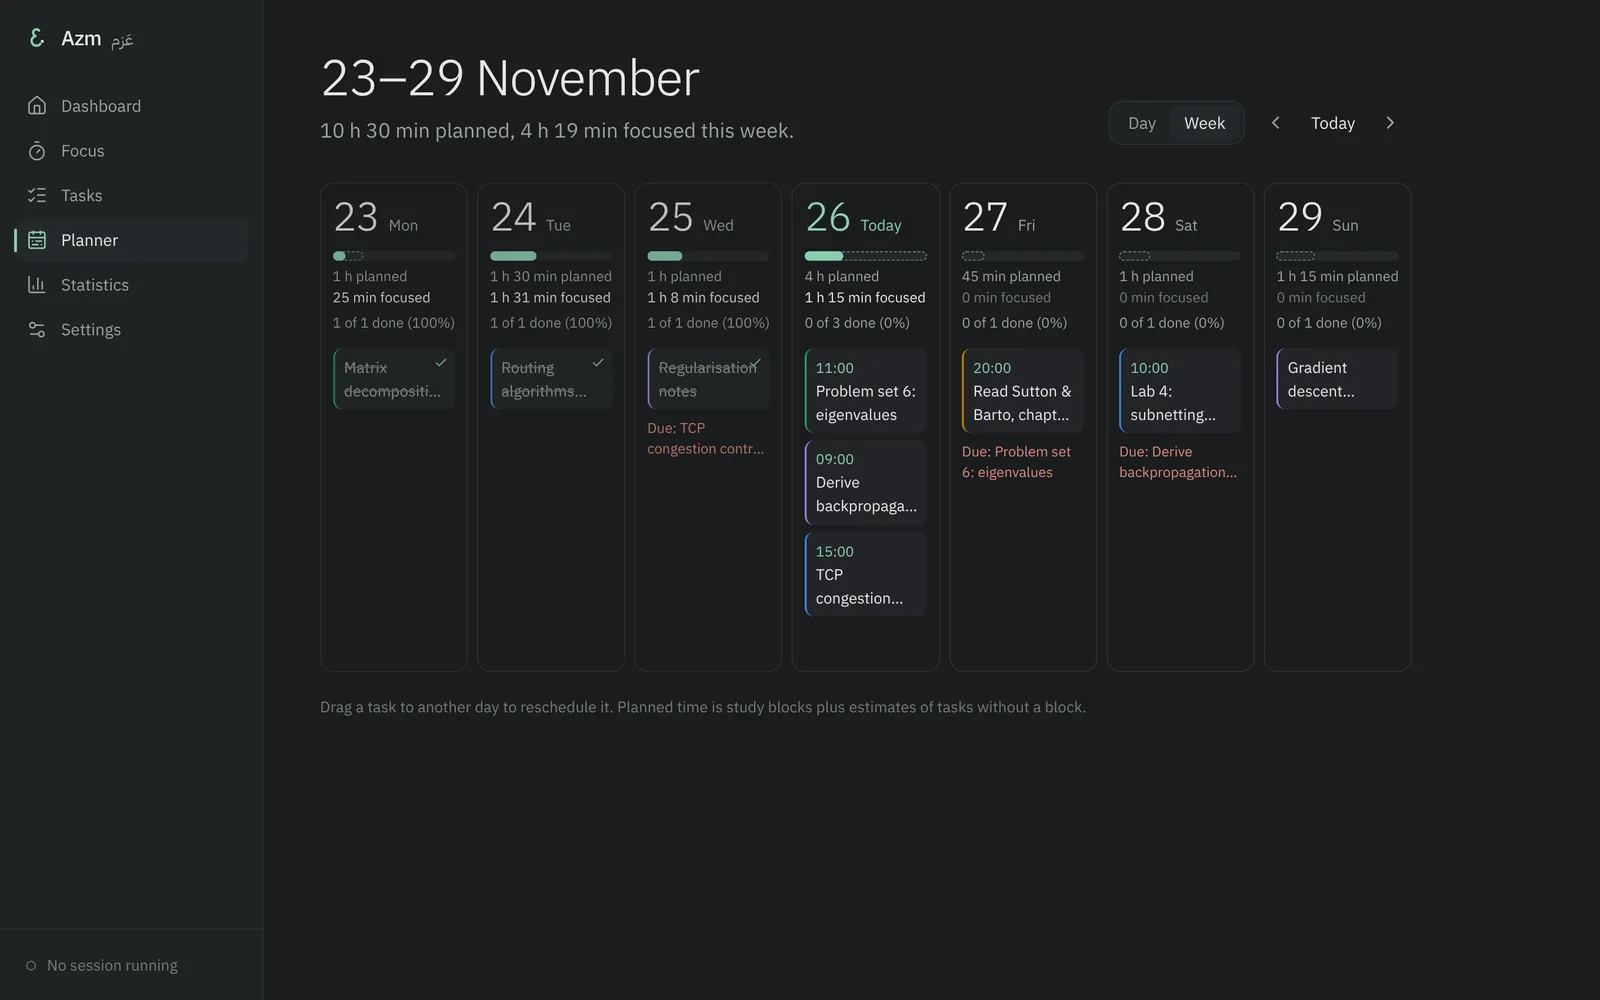 Azm عَزم
Dashboard
Focus
Tasks
Planner
Statistics
Settings
No session running
23–29 November
10 h 30 min planned, 4 h 19 min focused this week.
Day
Week
Today
23 Mon
1 h planned
25 min focused
1 of 1 done (100%)
Matrix
decompositi...
24 Tue
1 h 30 min planned
1 h 31 min focused
1 of 1 done (100%)
Routing
algorithms...
25 Wed
1 h planned
1 h 8 min focused
1 of 1 done (100%)
Regularisation
notes
Due: TCP
congestion contr...
26 Today
4 h planned
1 h 15 min focused
0 of 3 done (0%)
11:00
Problem set 6:
eigenvalues
09:00
Derive
backpropaga...
15:00
TCP
congestion...
27 Fri
45 min planned
0 min focused
0 of 1 done (0%)
20:00
Read Sutton &
Barto, chapt...
Due: Problem set
6: eigenvalues
28 Sat
1 h planned
0 min focused
0 of 1 done (0%)
10:00
Lab 4:
subnetting...
Due: Derive
backpropagation...
29 Sun
1 h 15 min planned
0 min focused
0 of 1 done (0%)
Gradient
descent...
Drag a task to another day to reschedule it. Planned time is study blocks plus estimates of tasks without a block.